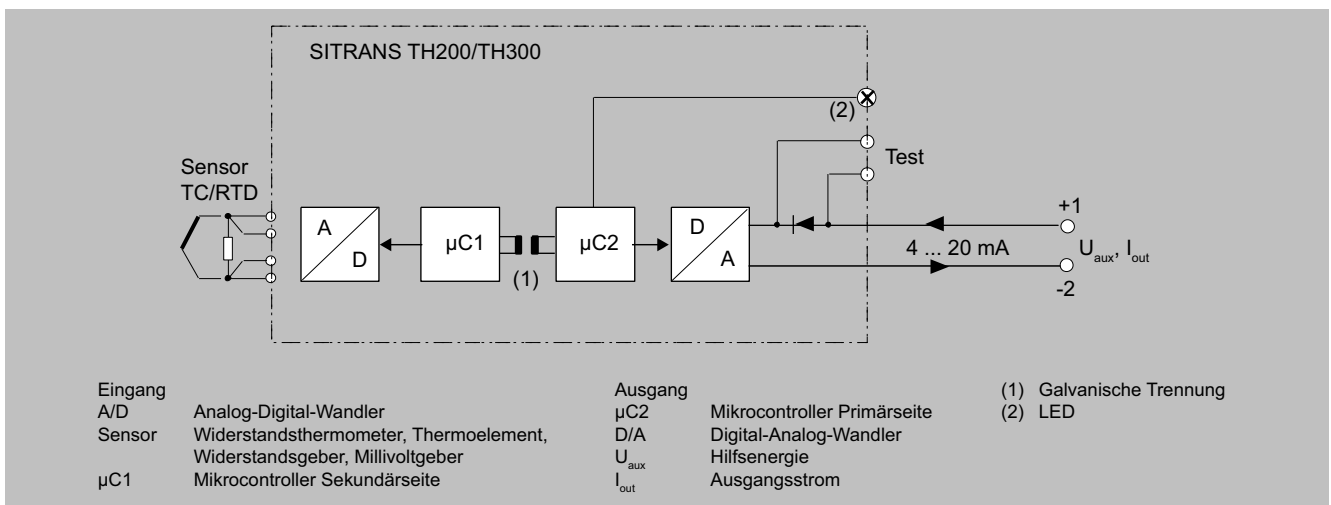 SITRANS TH200/TH300
(2)
Test
Sensor
TC/RTD
+1
A
D
µC1
µC2
D
A
4 ... 20 mA
Uaux, Iout
(1)
-2
Eingang
A/D Analog-Digital-Wandler
Sensor Widerstandsthermometer, Thermoelement,
Widerstandsgeber, Millivoltgeber
µC1 Mikrocontroller Sekundärseite
Ausgang
µC2 Mikrocontroller Primärseite
D/A Digital-Analog-Wandler
Uaux Hilfsenergie
Iout Ausgangsstrom
(1) Galvanische Trennung
(2) LED